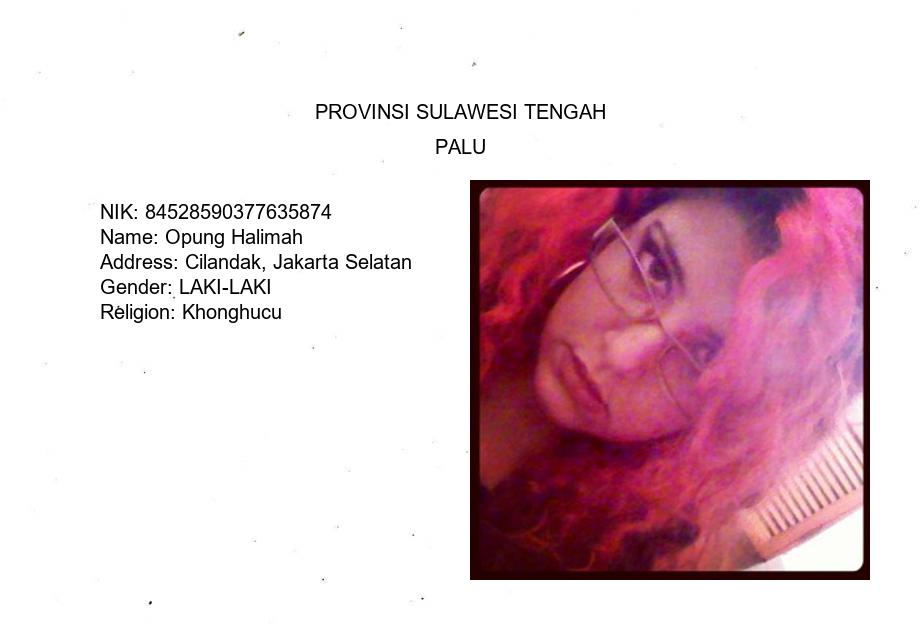 PROVINSI SULAWESI TENGAH
PALU
NIK: 84528590377635874
Name: Opung Halimah
Address: Cilandak, Jakarta Selatan
Gender: LAKI-LAKI
Religion: Khonghucu